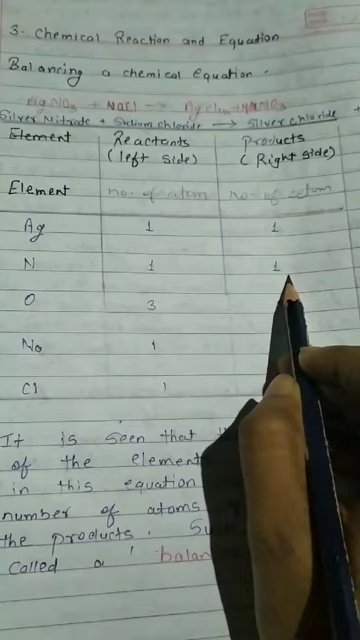 3. Chemical Reaction and Equation
Balancing a chemical equation.
AgNO3 + NaCl → AgCl + NaNO3
Silver Nitrade + Sodium chloride → Silver chloride +
Element Reactants (left side) Products (Right side)
Element no. of atom no. of atom
Ag 1 1
N 1 1
O 3
Na 1
Cl 1
It is seen that
of the element
in this equation
number of atoms
the products. Su
called a 'balan